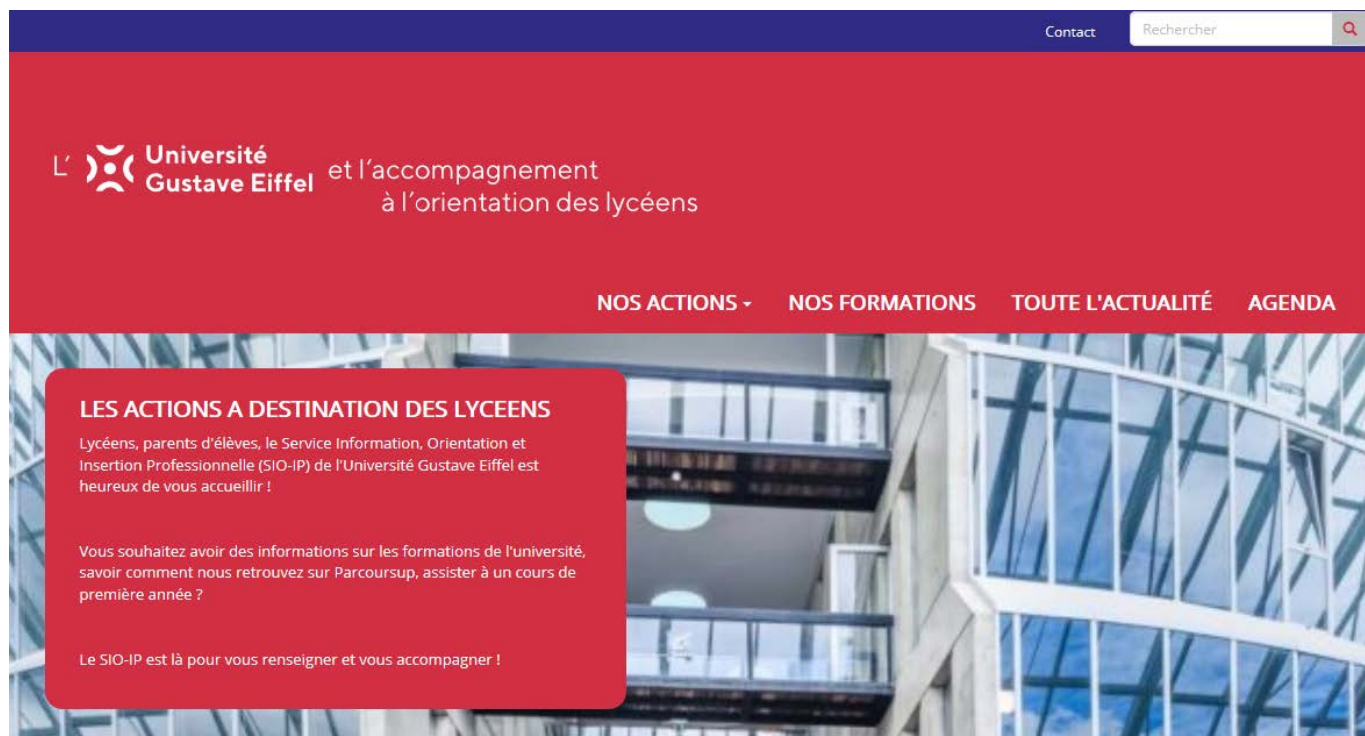 Contact
Rechercher
L'
Université
Gustave Eiffel
et l'accompagnement
à l'orientation des lycéens
NOS ACTIONS
NOS FORMATIONS
TOUTE L'ACTUALITÉ
AGENDA
LES ACTIONS A DESTINATION DES LYCEENS
Lycéens, parents d'élèves, le Service Information, Orientation et
Insertion Professionnelle (SIO-IP) de l'Université Gustave Eiffel est
heureux de vous accueillir !
Vous souhaitez avoir des informations sur les formations de l'université,
savoir comment nous retrouvez sur Parcoursup, assister à un cours de
première année ?
Le SIO-IP est là pour vous renseigner et vous accompagner !